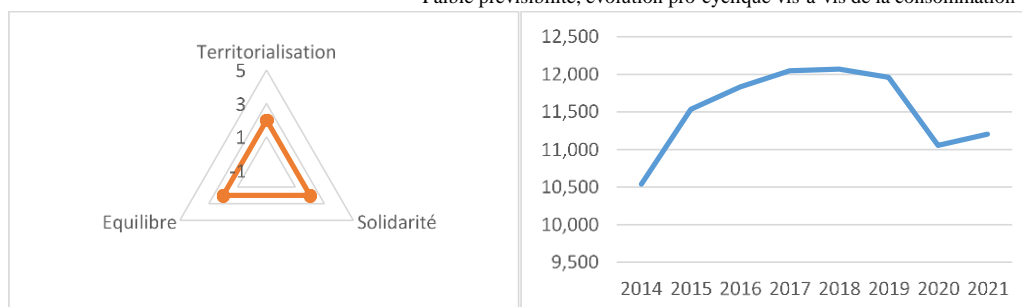 Faible prévisibilité, évolution pro-cyclique vis-à-vis de la consommation
Territorialisation
5
3
1
-1
Equilibre
Solidarité
12,500
12,000
11,500
11,000
10,500
10,000
9,500
2014 2015 2016 2017 2018 2019 2020 2021